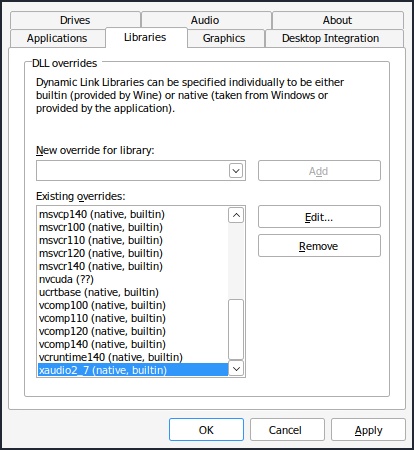 Drives Audio About
Applications Libraries Graphics Desktop Integration
DLL overrides
Dynamic Link Libraries can be specified individually to be either
builtin (provided by Wine) or native (taken from Windows or
provided by the application).
New override for library:
Add
Existing overrides:
msvcp140 (native, builtin)
msvcr100 (native, builtin)
msvcr110 (native, builtin)
msvcr120 (native, builtin)
msvcr140 (native, builtin)
nvcuda (??)
ucrtbase (native, builtin)
vcomp100 (native, builtin)
vcomp110 (native, builtin)
vcomp120 (native, builtin)
vcomp140 (native, builtin)
vcruntime140 (native, builtin)
xaudio2_7 (native, builtin)
Edit...
Remove
OK Cancel Apply